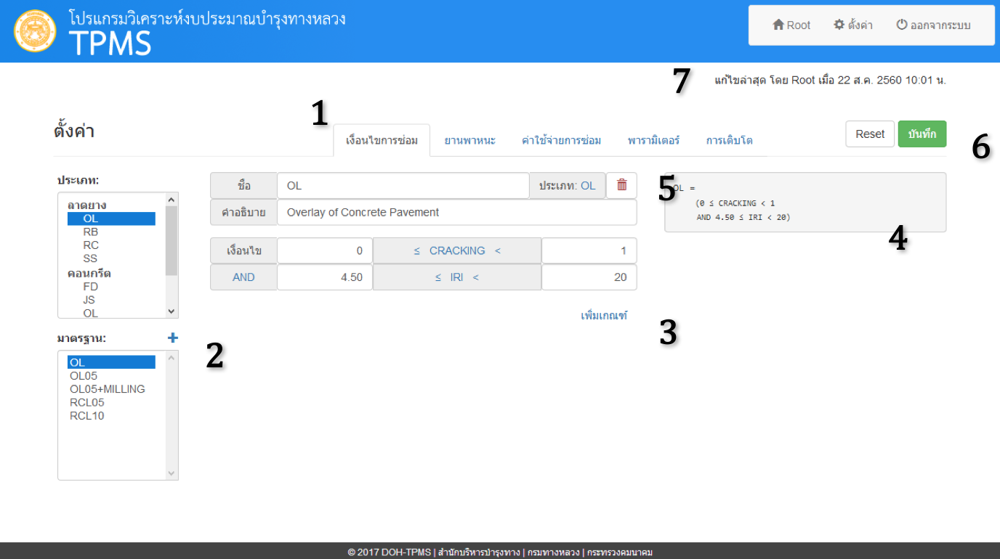 โปรแกรมวิเคราะห์งบประมาณบำรุงทางหลวง
TPMS
Root ตั้งค่า ออกจากระบบ
7 แก้ไขล่าสุด โดย Root เมื่อ 22 ส.ค. 2560 10:01 น.
1
ตั้งค่า
เงื่อนไขการซ่อม ยานพาหนะ ค่าใช้จ่ายการซ่อม พารามิเตอร์ การเติบโต
Reset บันทึก
6
ประเภท:
ลาดยาง
OL
RB
RC
SS
คอนกรีต
FD
JS
OL
มาตรฐาน: +
OL
OL05
OL05+MILLING
RCL05
RCL10
2
ชื่อ OL ประเภท: OL
คำอธิบาย Overlay of Concrete Pavement
เงื่อนไข 0 ≤ CRACKING < 1
AND 4.50 ≤ IRI < 20
เพิ่มเกณฑ์
3
5
OL =
(0 ≤ CRACKING < 1
AND 4.50 ≤ IRI < 20)
4
© 2017 DOH-TPMS | สำนักบริหารบำรุงทาง | กรมทางหลวง | กระทรวงคมนาคม